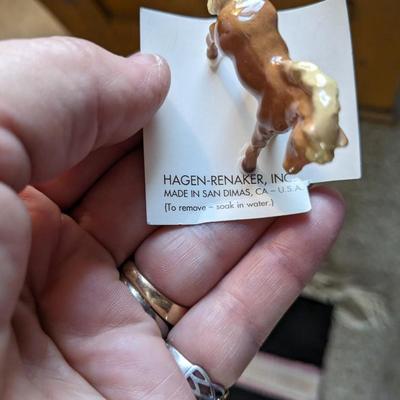 HAGEN-RENAKER, INC.
MADE IN SAN DIMAS, CA – U.S.A.
(To remove – soak in water.)